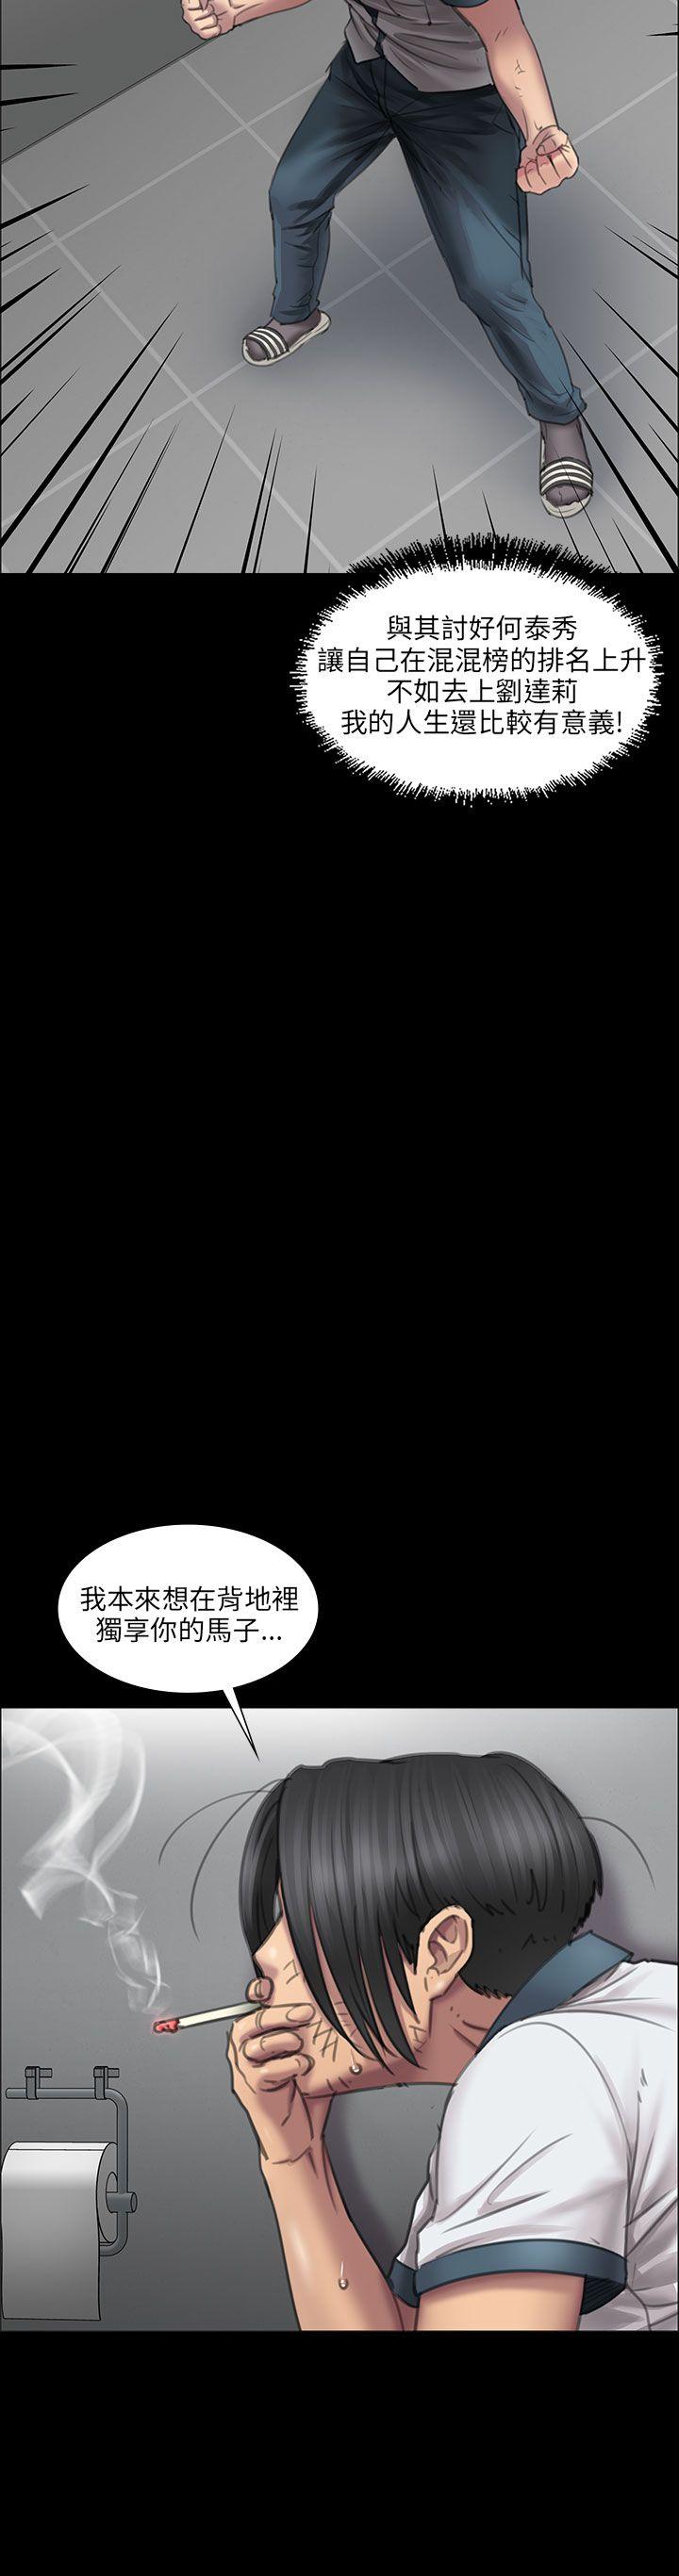 與其討好何泰秀
讓自己在混混榜的排名上升
不如去上劉達莉
我的人生還比較有意義!
我本來想在背地裡
獨享你的馬子...